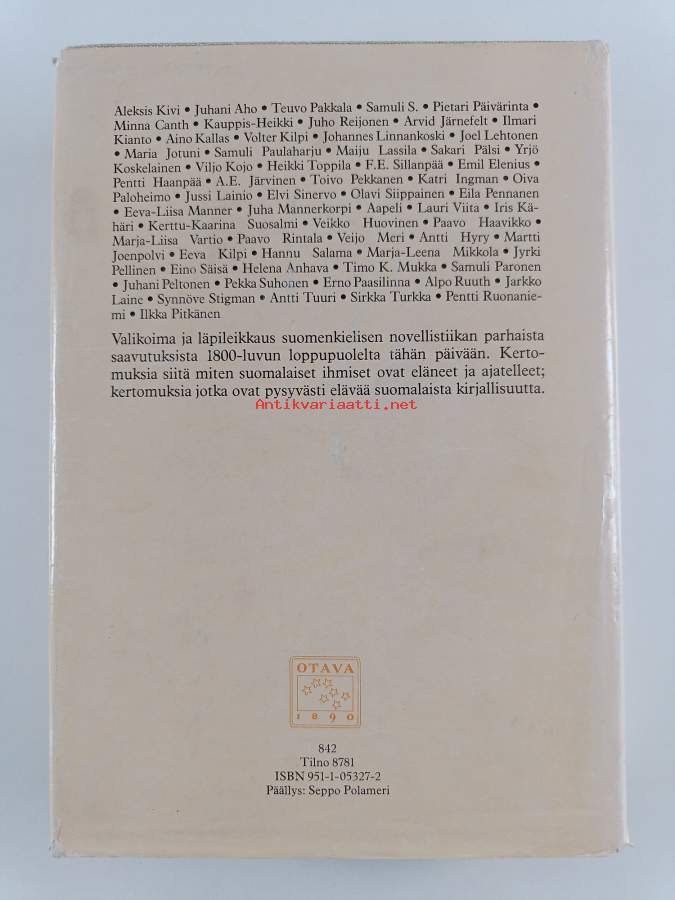 Aleksis Kivi • Juhani Aho • Teuvo Pakkala • Samuli S. • Pietari Päivärinta •
Minna Canth • Kauppis-Heikki • Juho Reijonen • Arvid Järnefelt • Ilmari
Kianto • Aino Kallas • Volter Kilpi • Johannes Linnankoski • Joel Lehtonen
• Maria Jotuni • Samuli Paulaharju • Maiju Lassila • Sakari Pälsi • Yrjö
Koskelainen • Viljo Kojo • Heikki Toppila • F.E. Sillanpää • Emil Elenius •
Pentti Haanpää • A.E. Järvinen • Toivo Pekkanen • Katri Ingman • Oiva
Paloheimo • Jussi Lainio • Elvi Sinervo • Olavi Siippainen • Eila Pennanen
• Eeva-Liisa Manner • Juha Mannerkorpi • Aapeli • Lauri Viita • Iris Kä-
häri • Kerttu-Kaarina Suosalmi • Veikko Huovinen • Paavo Haavikko •
Marja-Liisa Vartio • Paavo Rintala • Veijo Meri • Antti Hyry • Martti
Joenpolvi • Eeva Kilpi • Hannu Salama • Marja-Leena Mikkola • Jyrki
Pellinen • Eino Säisä • Helena Anhava • Timo K. Mukka • Samuli Paronen
• Juhani Peltonen • Pekka Suhonen • Erno Paasilinna • Alpo Ruuth • Jarkko
Laine • Synnöve Stigman • Antti Tuuri • Sirkka Turkka • Pentti Ruonanie-
mi • Ilkka Pitkänen
Valikoima ja läpileikkaus suomenkielisen novellistiikan parhaista
saavutuksista 1800-luvun loppupuolelta tähän päivään. Kerto-
muksia siitä miten suomalaiset ihmiset ovat eläneet ja ajatelleet;
kertomuksia jotka ovat pysyvästi elävää suomalaista kirjallisuutta.
Antikvariaatti.net
OTAVA
1890
842
Tilno 8781
ISBN 951-1-05327-2
Päällys: Seppo Polameri